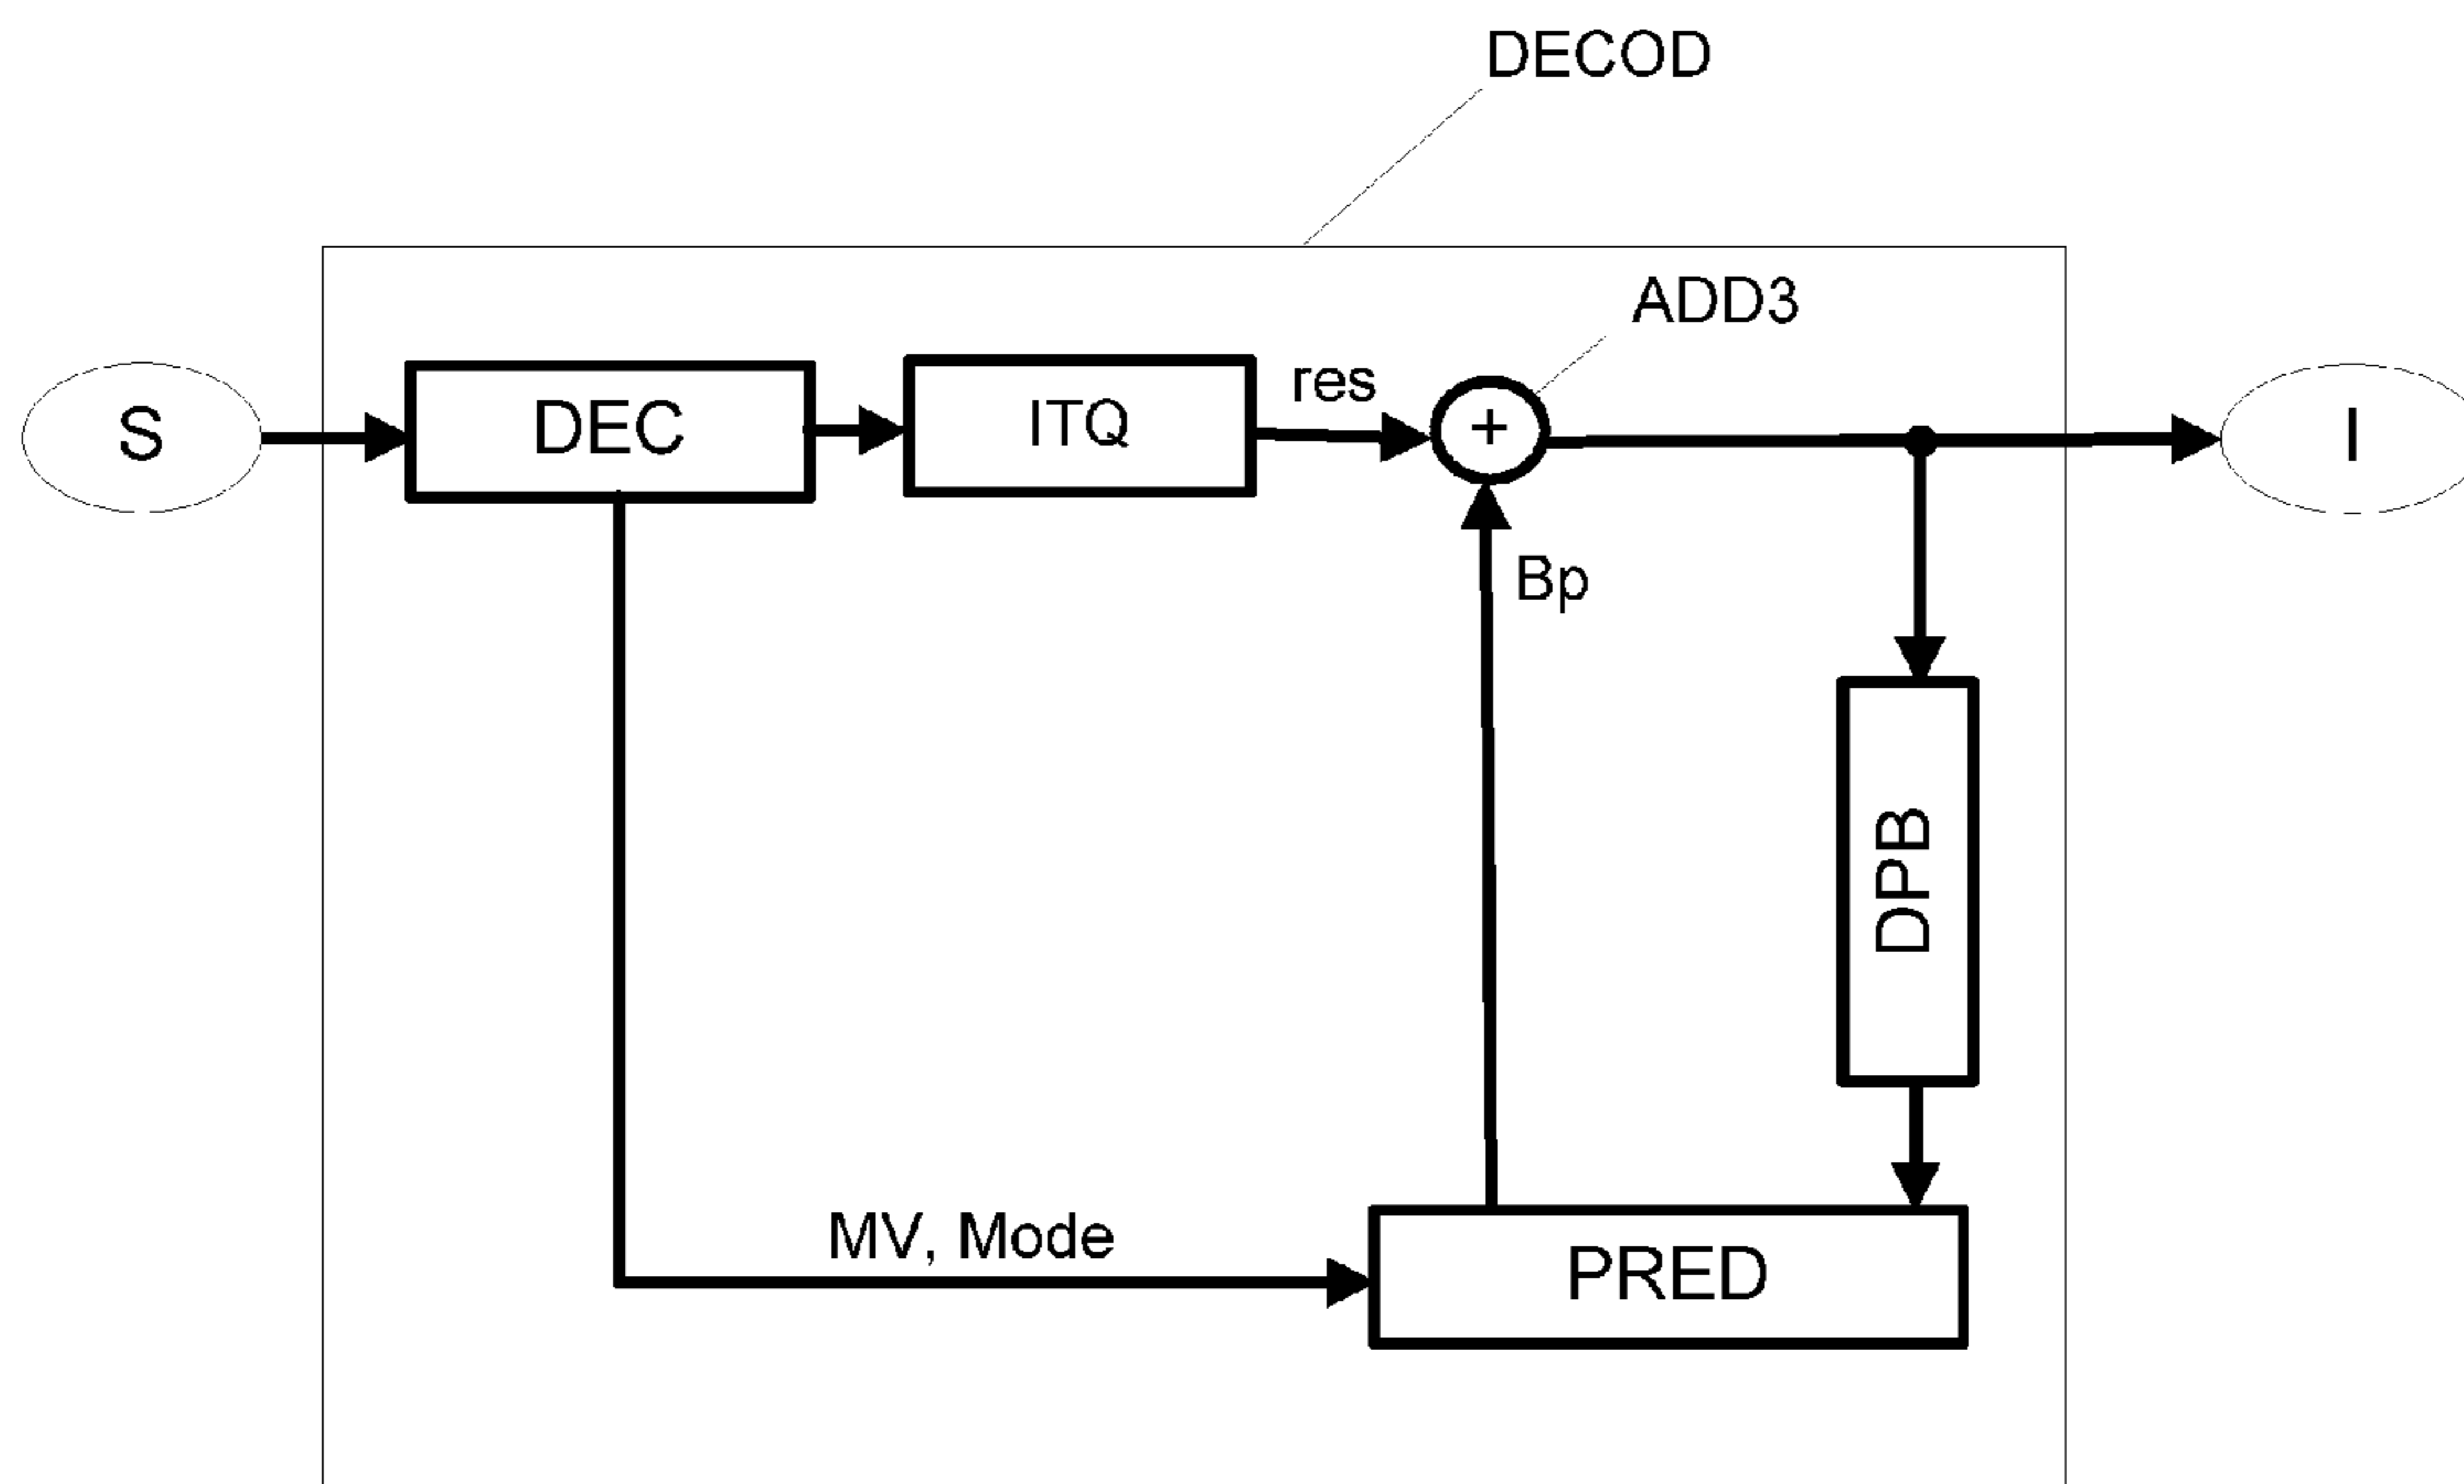 DECOD
ADD3
S
DEC
ITQ
res
+
I
Bp
DPB
MV, Mode
PRED